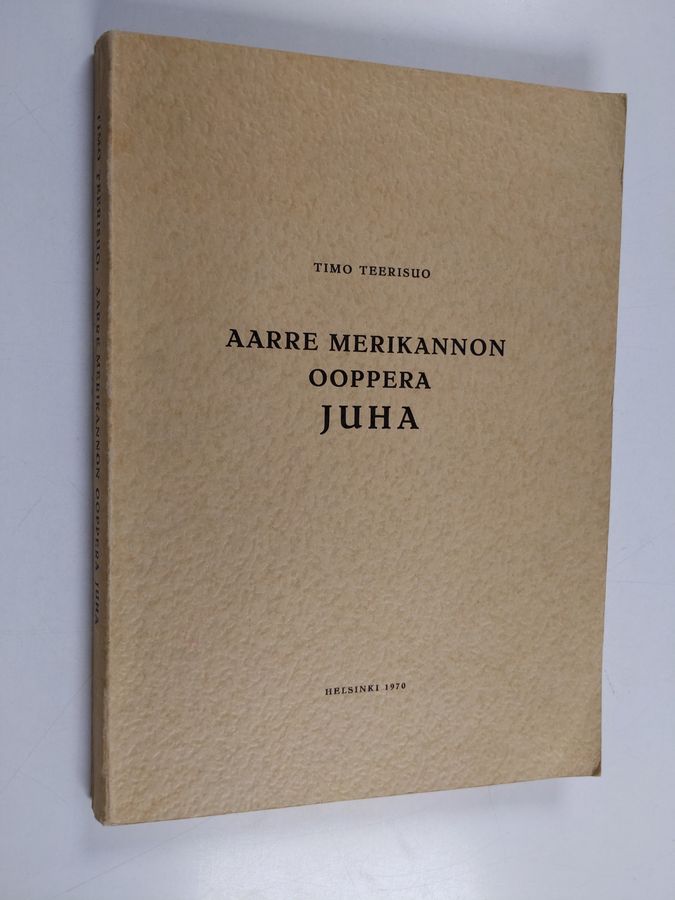 TIMO TEERISUO
AARRE MERIKANNON
OOPPERA
JUHA
HELSINKI 1970
TIMO TEERISUO. AARRE MERIKANNON OOPPERA JUHA